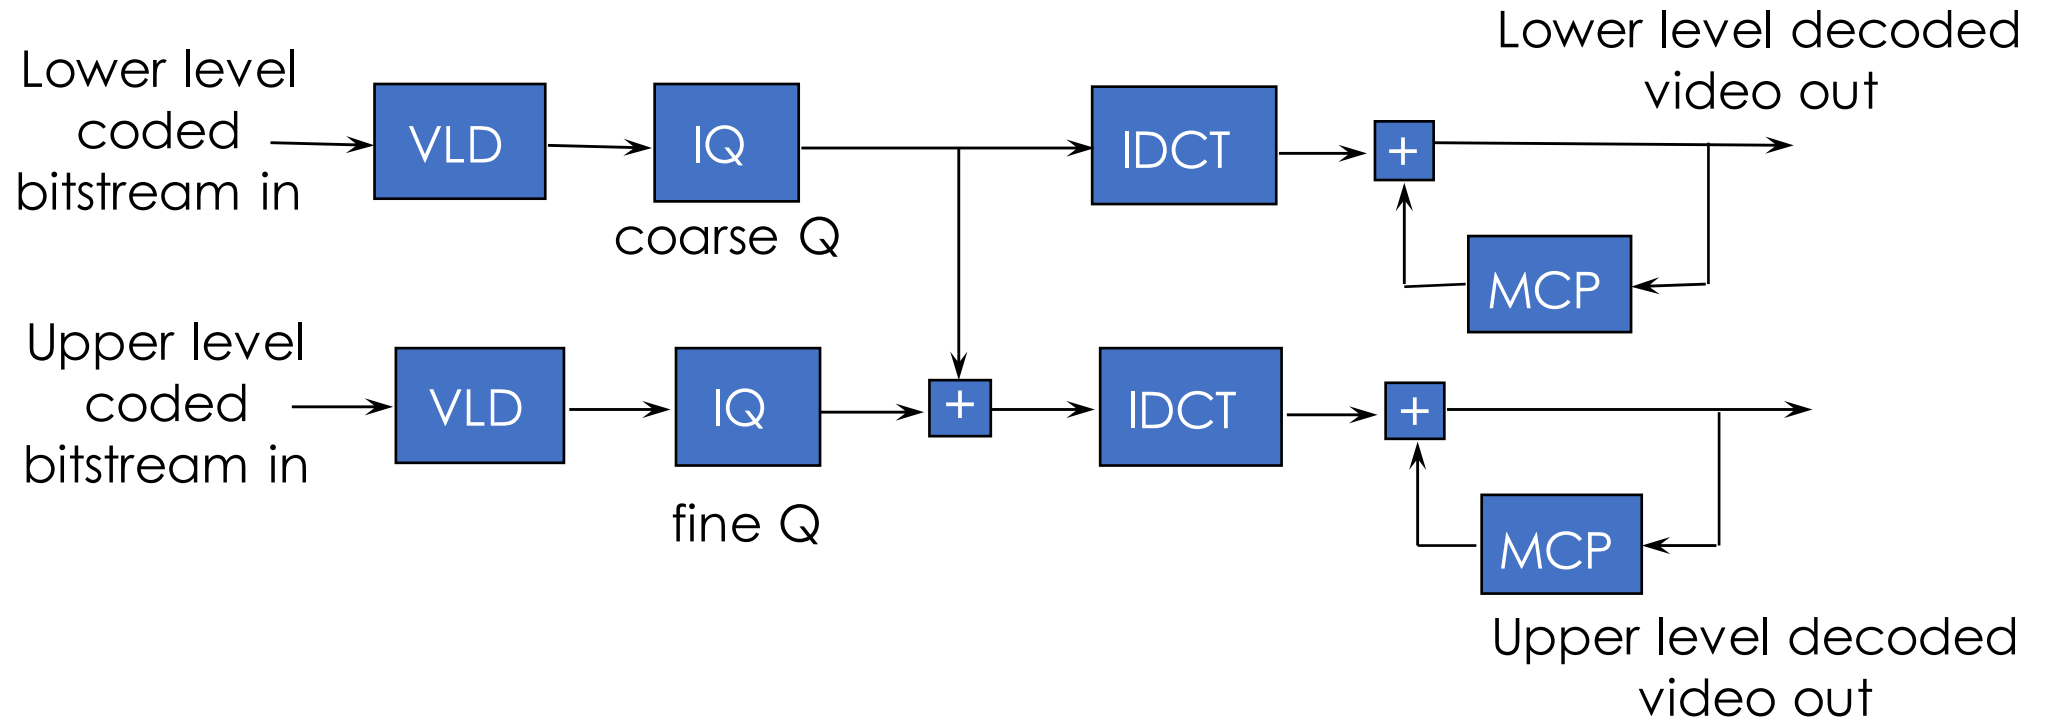 Lower level decoded
video out
Lower level
coded
bitstream in
VLD
IQ
IDCT
+
coarse Q
MCP
Upper level
coded
bitstream in
VLD
IQ
+
IDCT
+
fine Q
MCP
Upper level decoded
video out